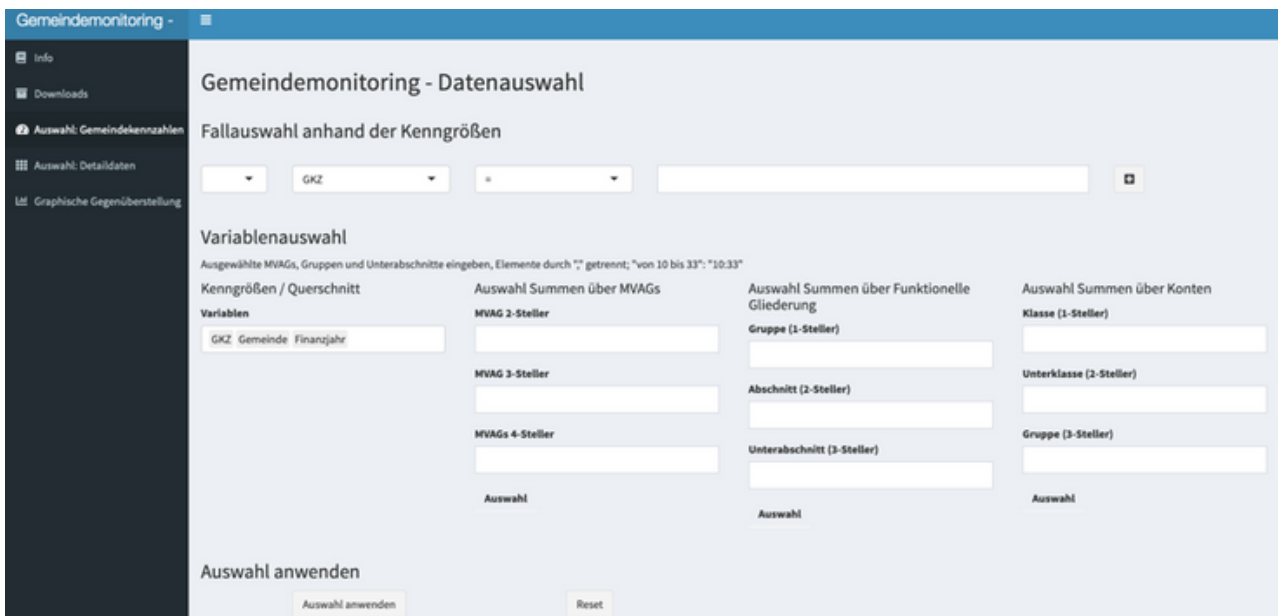 Gemeindemonitoring -
Info
Downloads
Auswahl: Gemeindekennzahlen
Auswahl: Detaildaten
Graphische Gegenüberstellung
Gemeindemonitoring - Datenauswahl
Fallauswahl anhand der Kenngrößen
GKZ =
Variablenauswahl
Ausgewählte MVAGs, Gruppen und Unterabschnitte eingeben, Elemente durch "," getrennt; "von 10 bis 33": "10:33"
Kenngrößen / Querschnitt
Variablen
GKZ Gemeinde Finanzjahr
Auswahl Summen über MVAGs
MVAG 2-Steller
MVAG 3-Steller
MVAGs 4-Steller
Auswahl
Auswahl Summen über Funktionelle
Gliederung
Gruppe (1-Steller)
Abschnitt (2-Steller)
Unterabschnitt (3-Steller)
Auswahl
Auswahl Summen über Konten
Klasse (1-Steller)
Unterklasse (2-Steller)
Gruppe (3-Steller)
Auswahl
Auswahl anwenden
Auswahl anwenden Reset